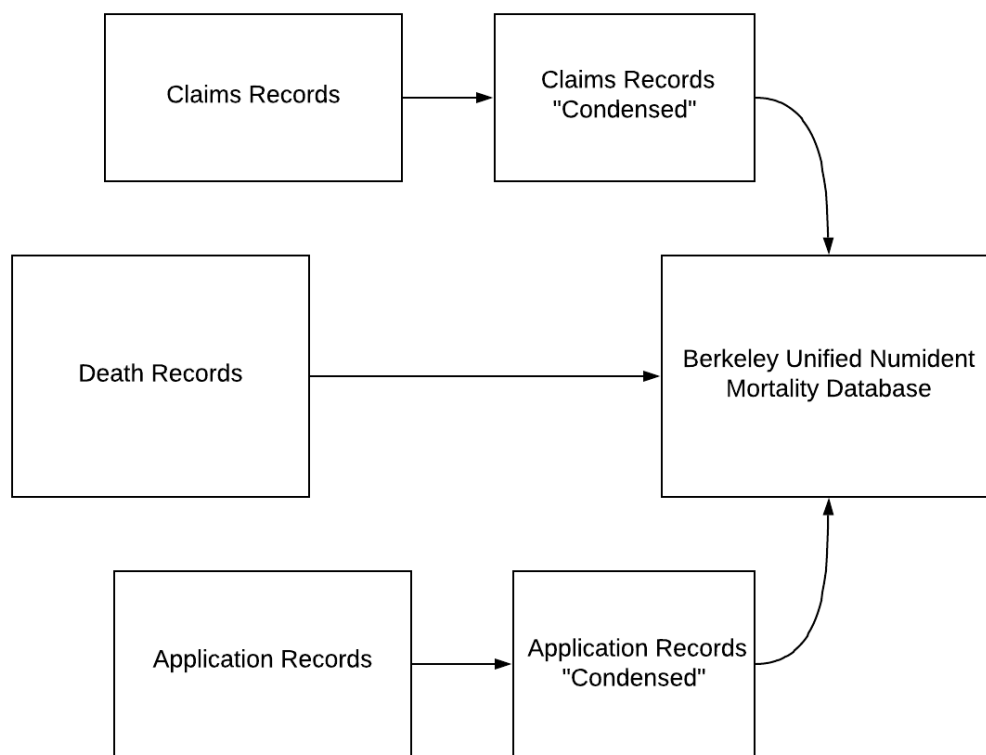 Claims Records
Claims Records
"Condensed"
Death Records
Berkeley Unified Numident
Mortality Database
Application Records
Application Records
"Condensed"